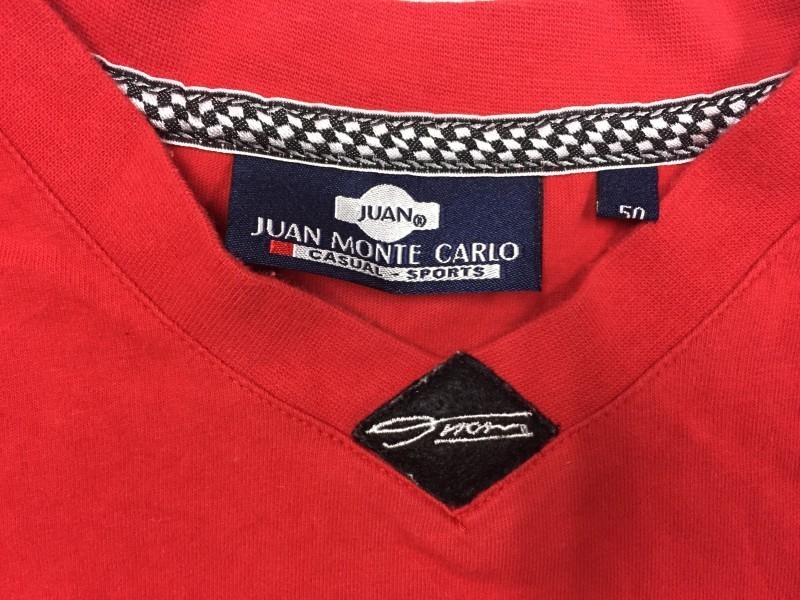 JUAN®
JUAN MONTE CARLO
CASUAL - SPORTS
50